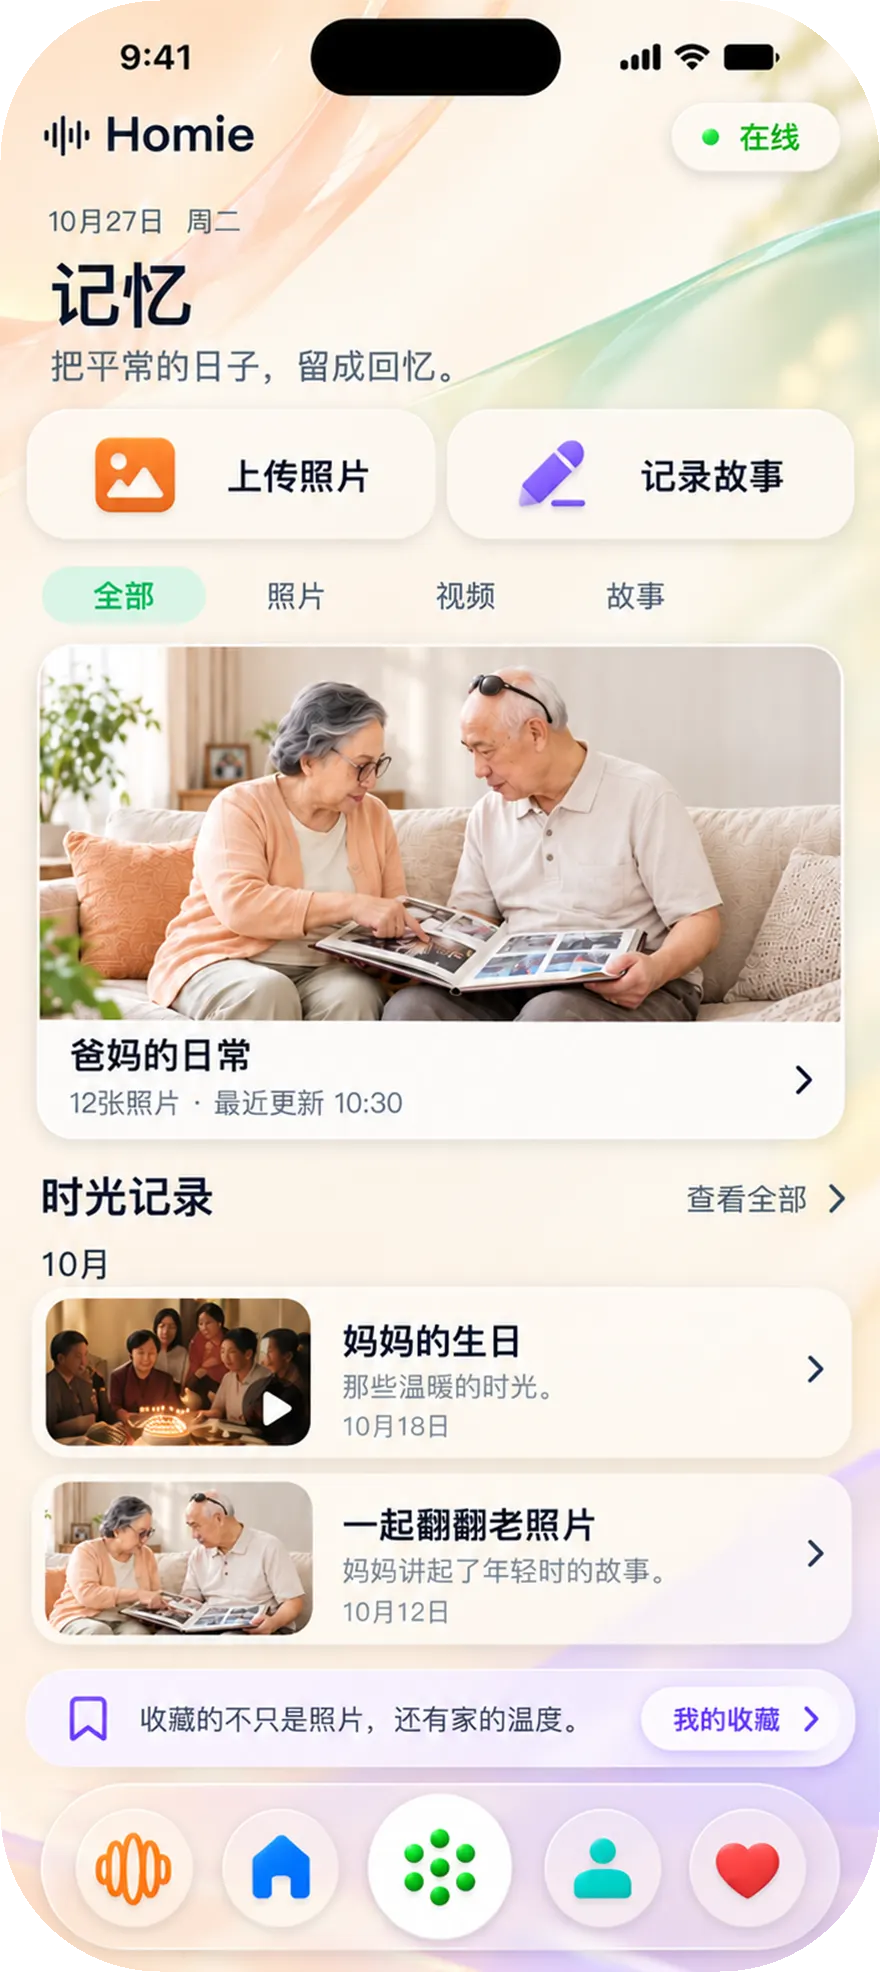 9:41
Homie
在线
10月27日 周二
记忆
把平常的日子，留成回忆。
上传照片
记录故事
全部
照片
视频
故事
爸妈的日常
12张照片 · 最近更新 10:30
时光记录
查看全部
10月
妈妈的生日
那些温暖的时光。
10月18日
一起翻翻老照片
妈妈讲起了年轻时的故事。
10月12日
收藏的不只是照片，还有家的温度。
我的收藏